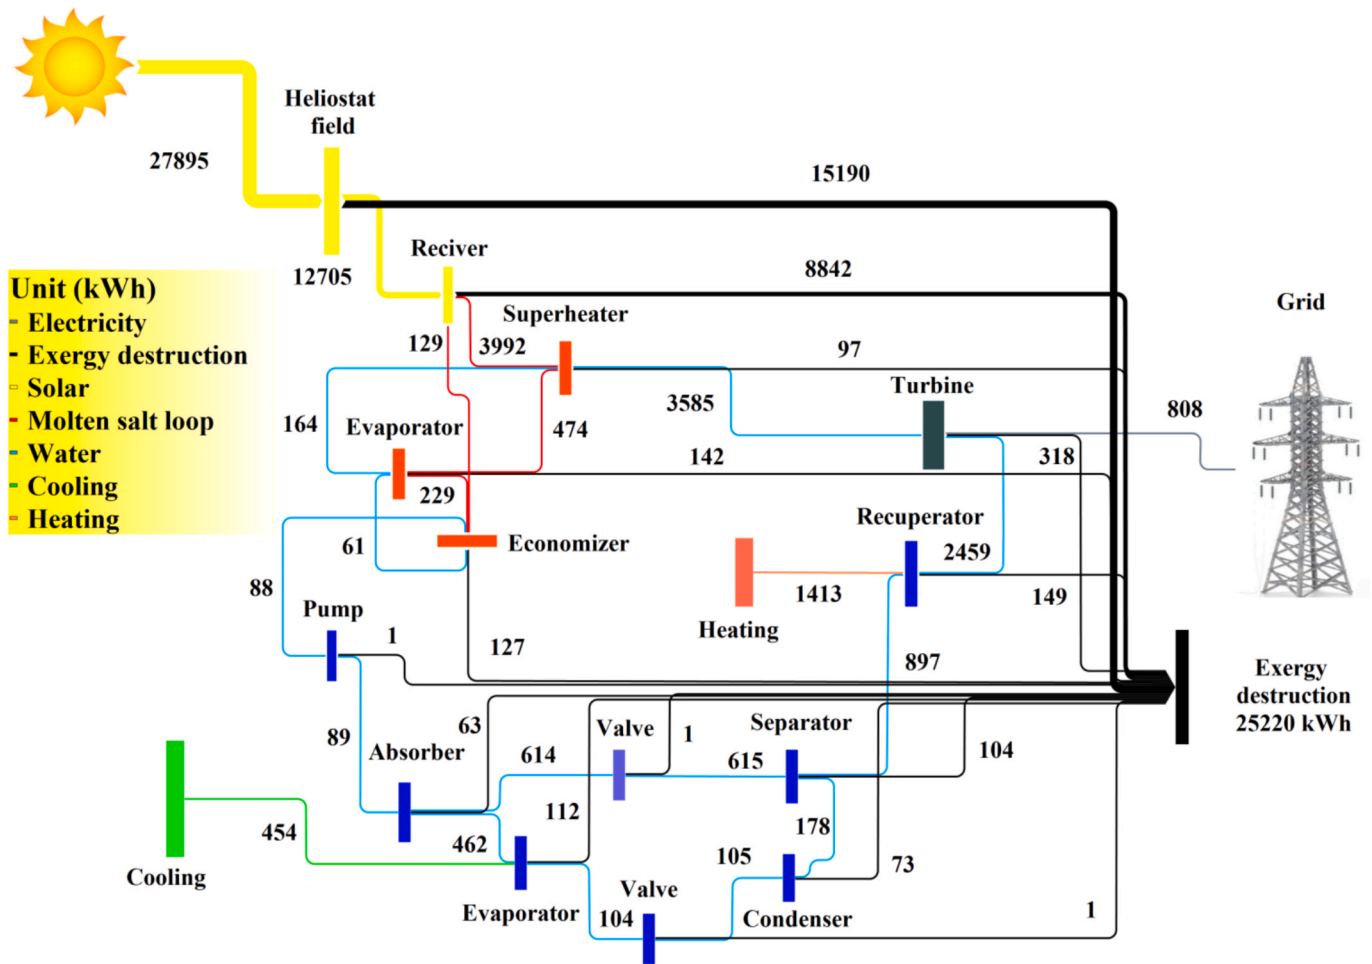 Heliostat
field
27895
15190
12705
Reciver
8842
Unit (kWh)
Electricity
Exergy destruction
Solar
Molten salt loop
Water
Cooling
Heating
Superheater
129
3992
97
Grid
Turbine
3585
808
164
Evaporator
474
142
318
229
Recuperator
61
Economizer
2459
88
1413
149
Pump
Heating
1
127
897
Exergy
destruction
25220 kWh
63
Valve
1
Separator
89
Absorber
614
615
104
112
178
454
462
105
73
Cooling
Evaporator
Valve
104
Condenser
1